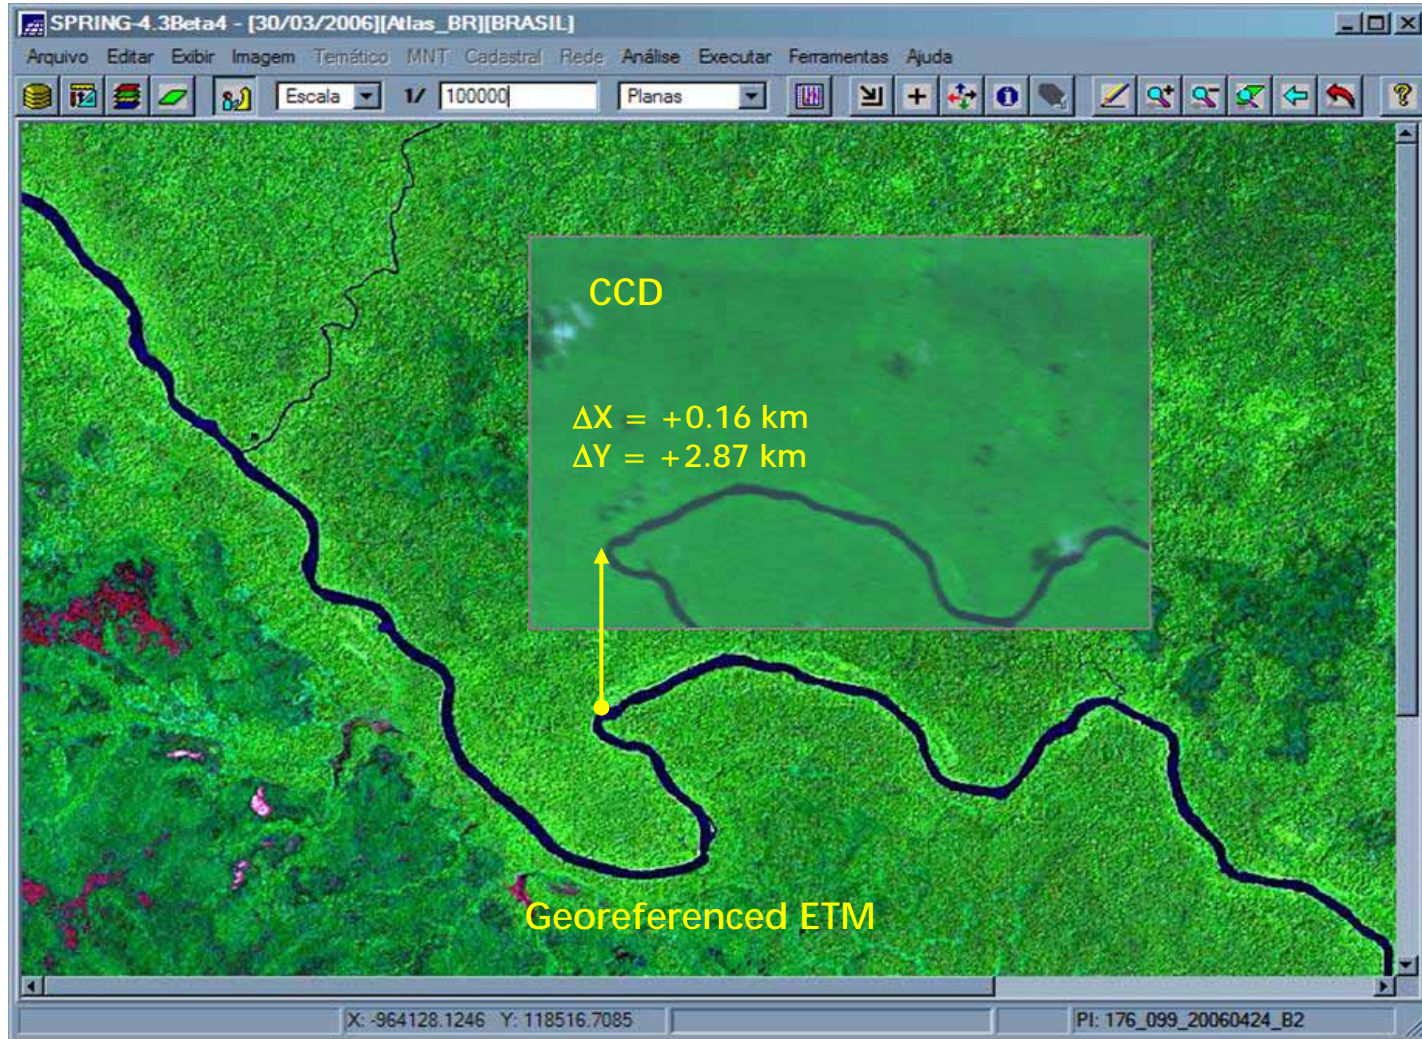 SPRING-4.3Beta4 - [30/03/2006][Atlas_BR][BRASIL]
Arquivo Editar Exibir Imagem Temático MNT Cadastral Rede Análise Executar Ferramentas Ajuda
Escala 1/ 100000 Planas
CCD
ΔX = +0.16 km
ΔY = +2.87 km
Georeferenced ETM
X: -964128.1246 Y: 118516.7085 PI: 176_099_20060424_B2